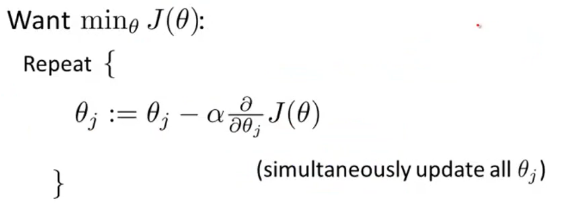 Want min_θ J(θ):
Repeat {
θ_j := θ_j − α ∂/∂θ_j J(θ)
(simultaneously update all θ_j)
}